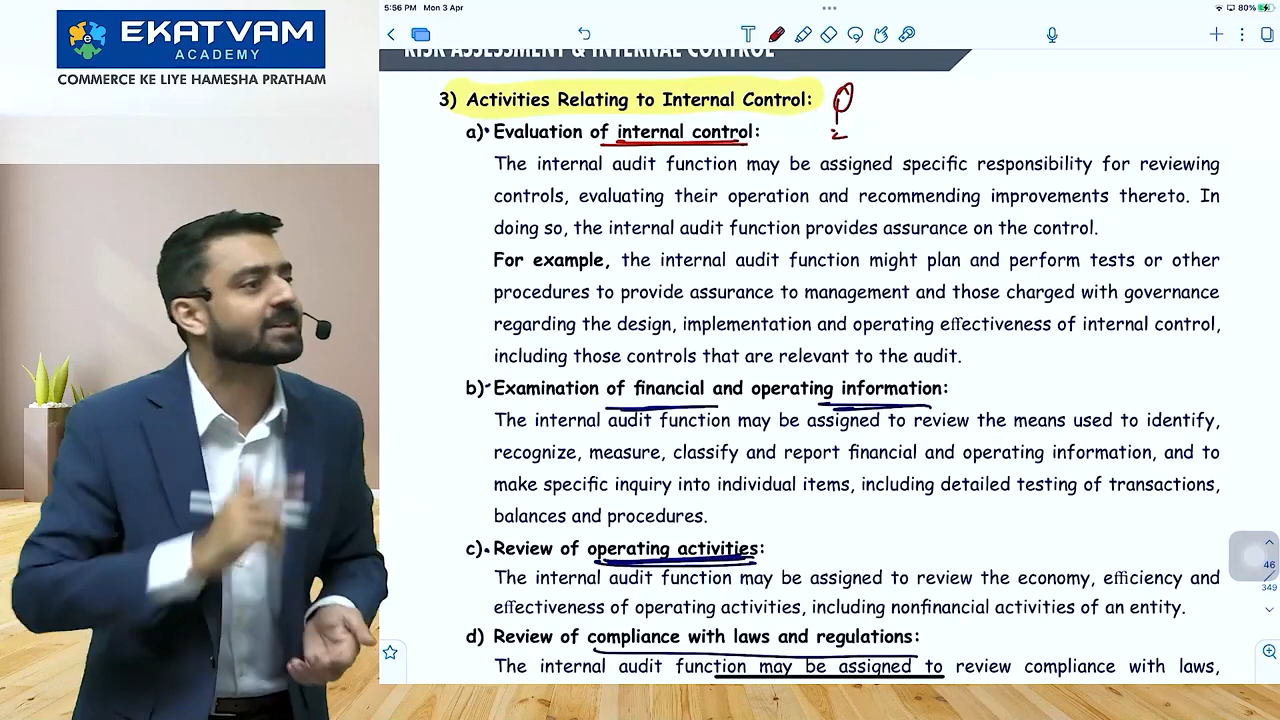 5:56 PM Mon 3 Apr
80%
EKATVAM
ACADEMY
COMMERCE KE LIYE HAMESHA PRATHAM
RISK ASSESSMENT & INTERNAL CONTROL
3) Activities Relating to Internal Control:
a) Evaluation of internal control:
The internal audit function may be assigned specific responsibility for reviewing
controls, evaluating their operation and recommending improvements thereto. In
doing so, the internal audit function provides assurance on the control.
For example, the internal audit function might plan and perform tests or other
procedures to provide assurance to management and those charged with governance
regarding the design, implementation and operating effectiveness of internal control,
including those controls that are relevant to the audit.
b) Examination of financial and operating information:
The internal audit function may be assigned to review the means used to identify,
recognize, measure, classify and report financial and operating information, and to
make specific inquiry into individual items, including detailed testing of transactions,
balances and procedures.
c) Review of operating activities:
The internal audit function may be assigned to review the economy, efficiency and
effectiveness of operating activities, including nonfinancial activities of an entity.
d) Review of compliance with laws and regulations:
The internal audit function may be assigned to review compliance with laws,
46
349